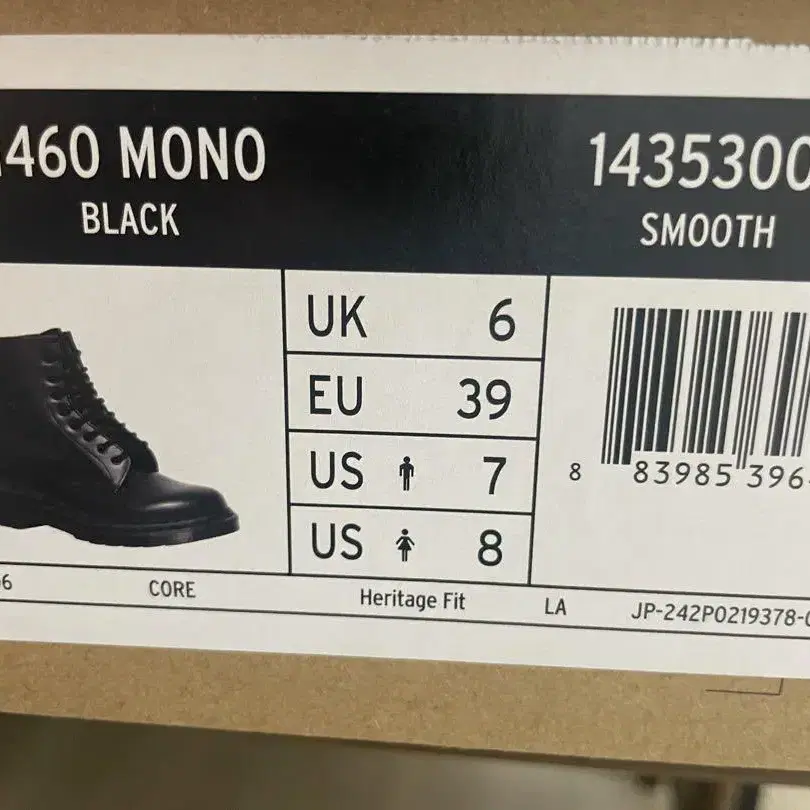 460 MONO
BLACK
1435300
SMOOTH
UK 6
EU 39
US 7
US 8
8 83985 396
6 CORE Heritage Fit LA JP-242P0219378-0